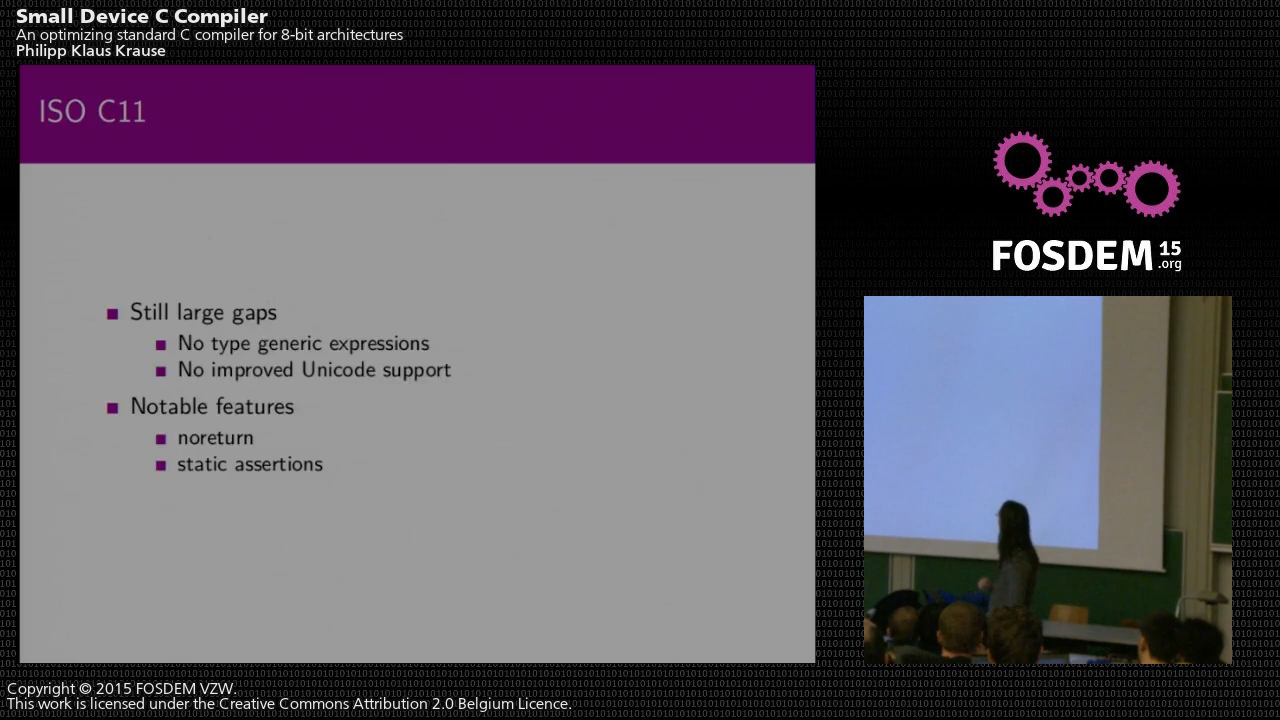 Small Device C Compiler
An optimizing standard C compiler for 8-bit architectures
Philipp Klaus Krause
ISO C11
Still large gaps
No type generic expressions
No improved Unicode support
Notable features
noreturn
static assertions
FOSDEM 15
.org
Copyright © 2015 FOSDEM VZW.
This work is licensed under the Creative Commons Attribution 2.0 Belgium Licence.